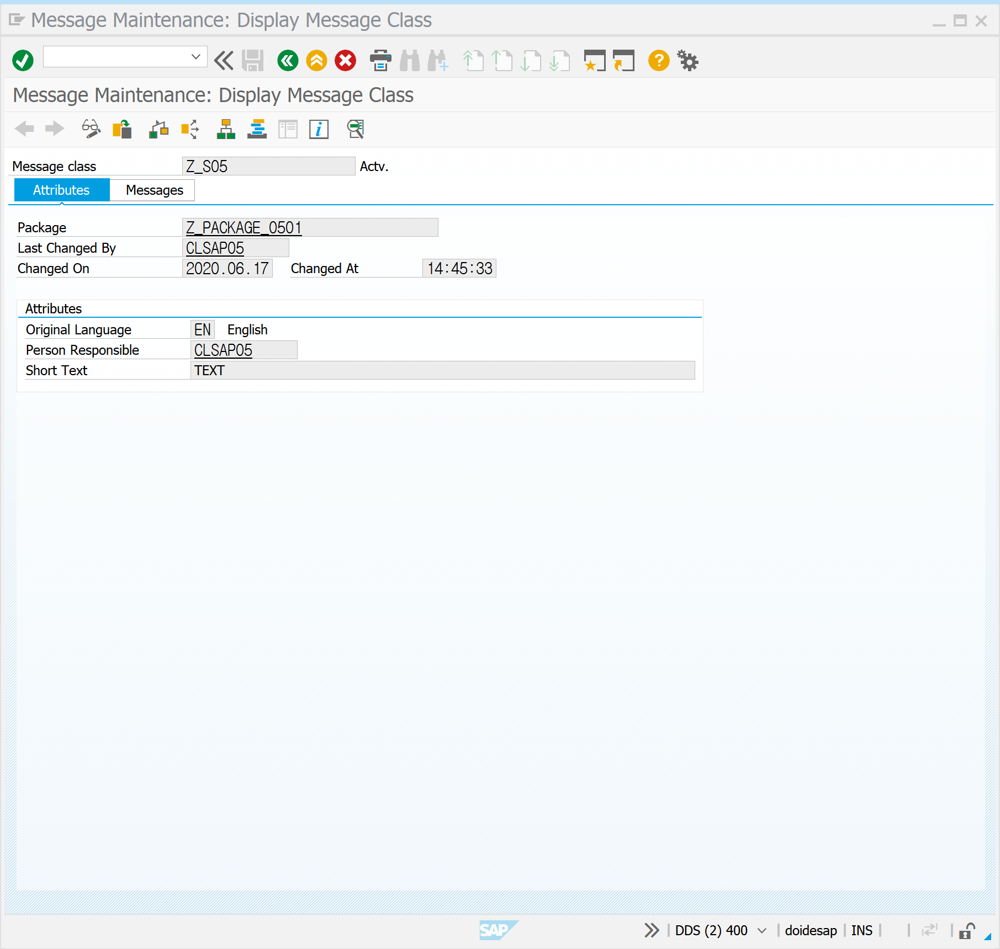 Message Maintenance: Display Message Class
Message Maintenance: Display Message Class
Message class Z_S05 Actv.
Attributes Messages
Package Z_PACKAGE_0501
Last Changed By CLSAP05
Changed On 2020.06.17 Changed At 14:45:33
Attributes
Original Language EN English
Person Responsible CLSAP05
Short Text TEXT
SAP DDS (2) 400 doidesap INS